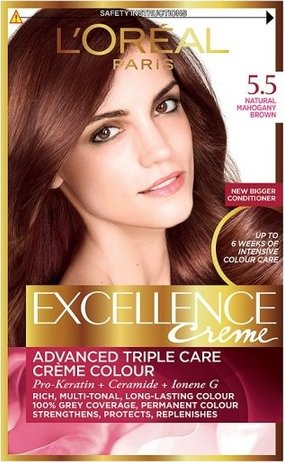 SAFETY INSTRUCTIONS
L'ORÉAL
PARIS
5.5
NATURAL
MAHOGANY
BROWN
NEW BIGGER
CONDITIONER
UP TO
6 WEEKS OF
INTENSIVE
COLOUR CARE
EXCELLENCE
Creme
ADVANCED TRIPLE CARE
CRÈME COLOUR
Pro-Keratin + Ceramide + Ionene G
RICH, MULTI-TONAL, LONG-LASTING COLOUR
100% GREY COVERAGE, PERMANENT COLOUR
STRENGTHENS, PROTECTS, REPLENISHES